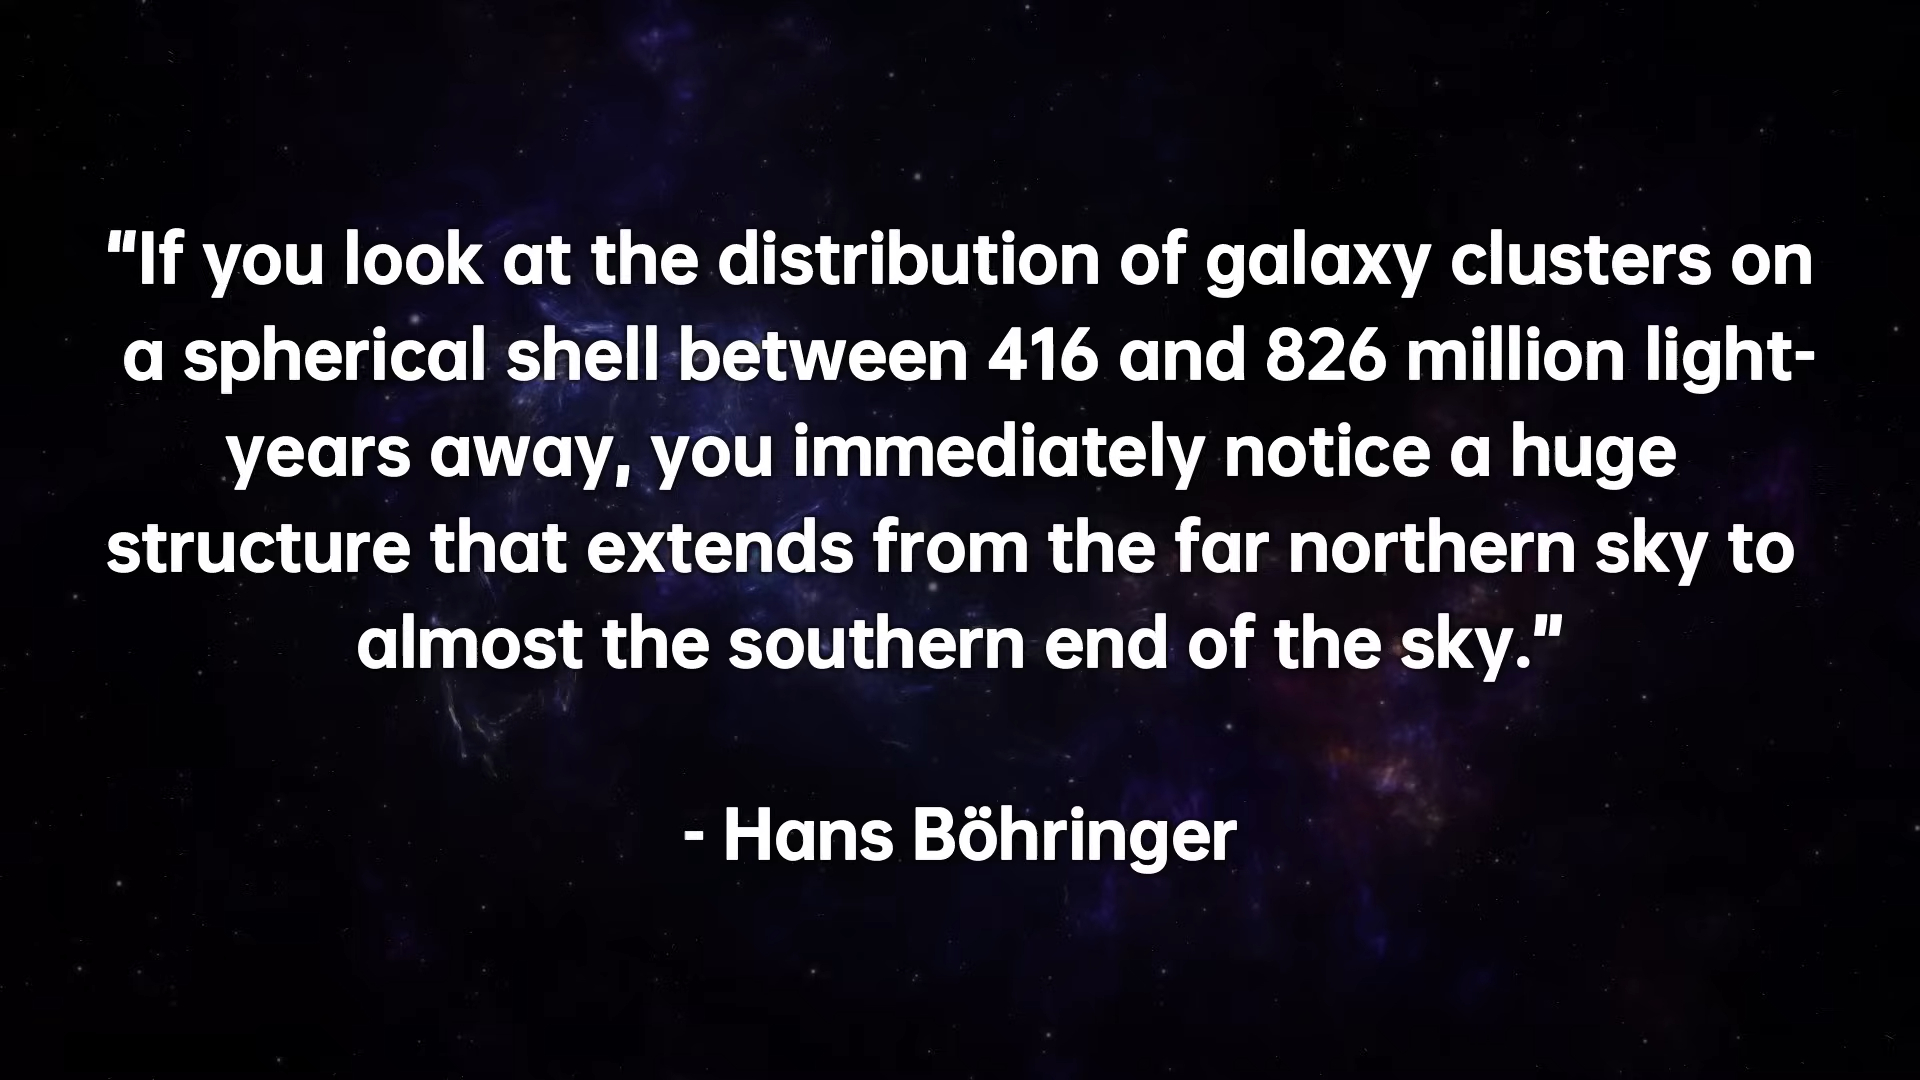 "If you look at the distribution of galaxy clusters on
a spherical shell between 416 and 826 million light-
years away, you immediately notice a huge
structure that extends from the far northern sky to
almost the southern end of the sky."
- Hans Böhringer